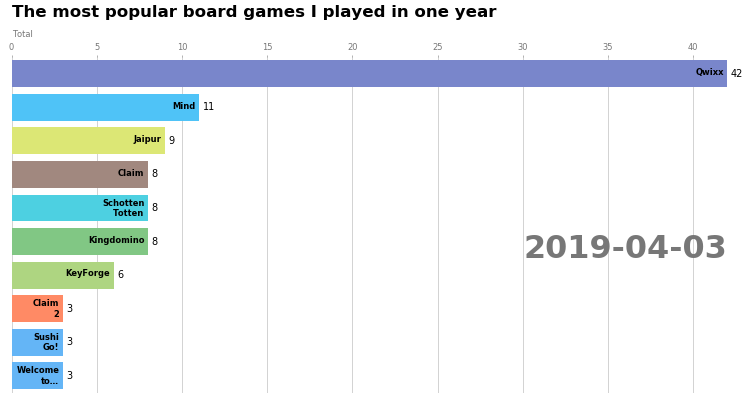 The most popular board games I played in one year
Total
0 5 10 15 20 25 30 35 40
Qwixx 42
Mind 11
Jaipur 9
Claim 8
Schotten
Totten 8
Kingdomino 8
2019-04-03
KeyForge 6
Claim
2 3
Sushi
Go! 3
Welcome
to... 3